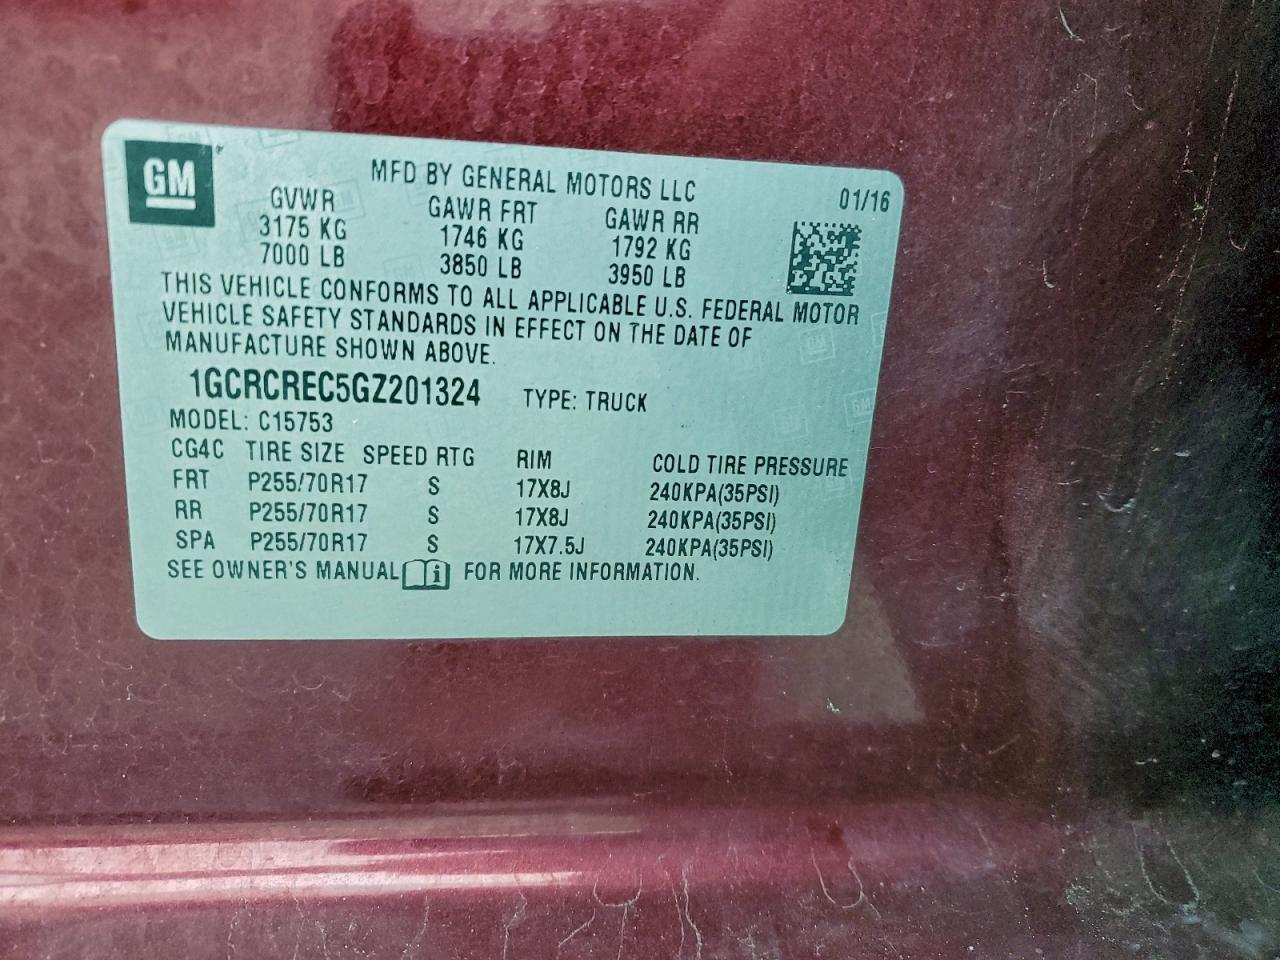 GM
MFD BY GENERAL MOTORS LLC 01/16
GVWR GAWR FRT GAWR RR
3175 KG 1746 KG 1792 KG
7000 LB 3850 LB 3950 LB
THIS VEHICLE CONFORMS TO ALL APPLICABLE U.S. FEDERAL MOTOR
VEHICLE SAFETY STANDARDS IN EFFECT ON THE DATE OF
MANUFACTURE SHOWN ABOVE.
1GCRCREC5GZ201324 TYPE: TRUCK
MODEL: C15753
CG4C TIRE SIZE SPEED RTG RIM COLD TIRE PRESSURE
FRT P255/70R17 S 17X8J 240KPA(35PSI)
RR P255/70R17 S 17X8J 240KPA(35PSI)
SPA P255/70R17 S 17X7.5J 240KPA(35PSI)
SEE OWNER'S MANUAL i FOR MORE INFORMATION.